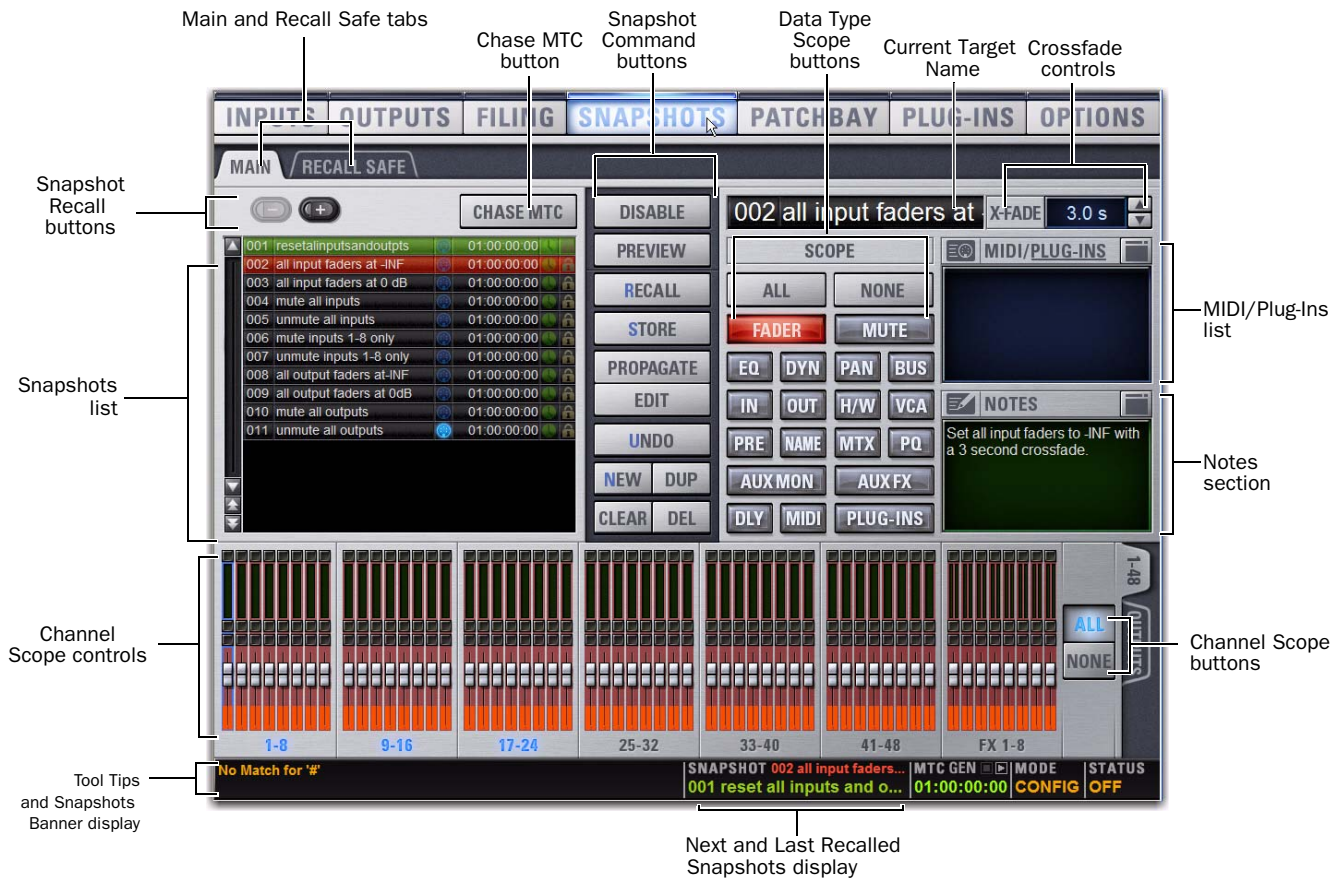 Main and Recall Safe tabs
Chase MTC
button
Snapshot
Command
buttons
Data Type
Scope
buttons
Current Target
Name
Crossfade
controls
INPUTS OUTPUTS FILING SNAPSHOTS PATCHBAY PLUG-INS OPTIONS
MAIN RECALL SAFE
Snapshot
Recall
buttons
CHASE MTC
001 resetalinputsandoutpts 01:00:00:00
002 all input faders at -INF 01:00:00:00
003 all input faders at 0 dB 01:00:00:00
004 mute all inputs 01:00:00:00
005 unmute all inputs 01:00:00:00
006 mute inputs 1-8 only 01:00:00:00
007 unmute inputs 1-8 only 01:00:00:00
008 all output faders at-INF 01:00:00:00
009 all output faders at 0dB 01:00:00:00
010 mute all outputs 01:00:00:00
011 unmute all outputs 01:00:00:00
Snapshots
list
DISABLE
PREVIEW
RECALL
STORE
PROPAGATE
EDIT
UNDO
NEW DUP
CLEAR DEL
002 all input faders at - X-FADE 3.0 s
SCOPE
ALL NONE
FADER MUTE
EQ DYN PAN BUS
IN OUT H/W VCA
PRE NAME MTX PQ
AUX MON AUX FX
DLY MIDI PLUG-INS
MIDI/PLUG-INS
MIDI/Plug-Ins
list
NOTES
Set all input faders to -INF with
a 3 second crossfade.
Notes
section
Channel
Scope controls
1-48
OUTPUTS
ALL
NONE
Channel Scope
buttons
1-8 9-16 17-24 25-32 33-40 41-48 FX 1-8
Tool Tips
and Snapshots
Banner display
No Match for '#'
SNAPSHOT 002 all input faders... MTC GEN MODE STATUS
001 reset all inputs and o... 01:00:00:00 CONFIG OFF
Next and Last Recalled
Snapshots display